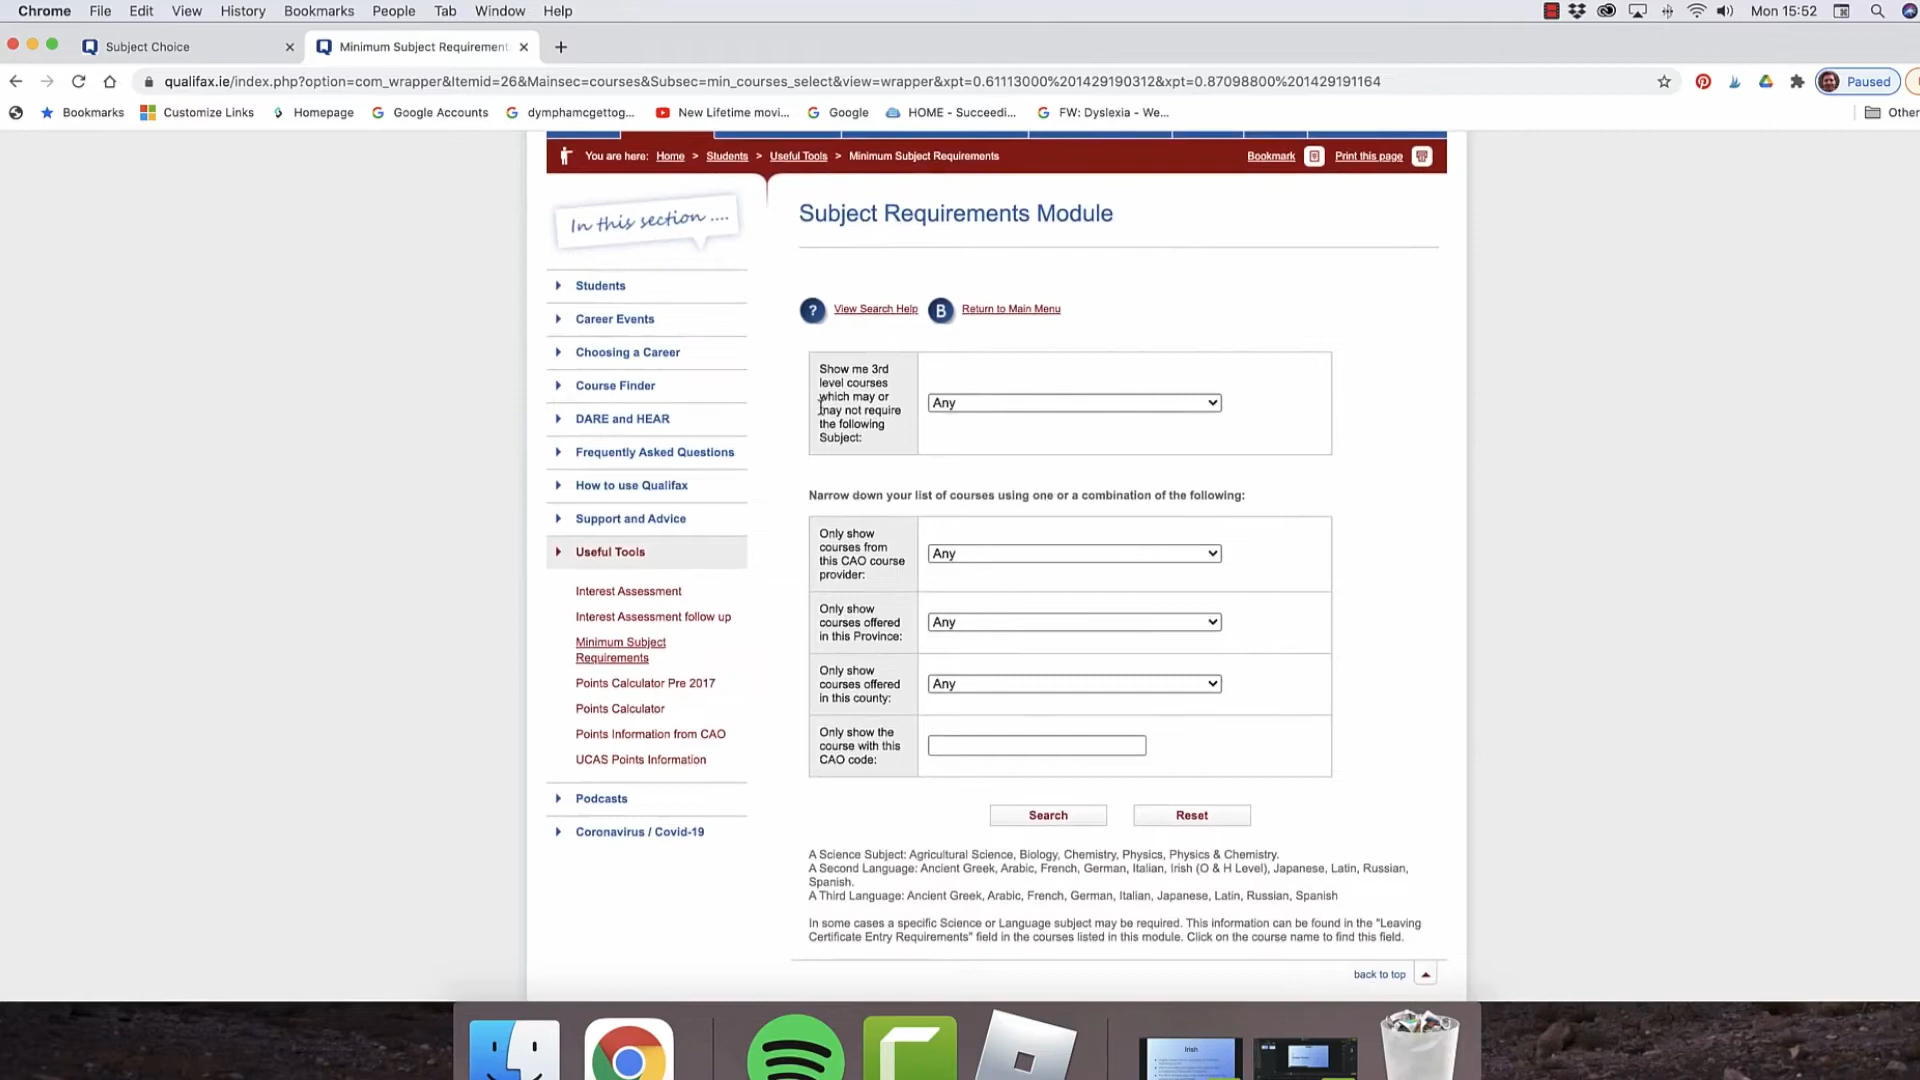 Chrome File Edit View History Bookmarks People Tab Window Help Mon 15:52
Subject Choice
Minimum Subject Requirement
qualifax.ie/index.php?option=com_wrapper&Itemid=26&Mainsec=courses&Subsec=min_courses_select&view=wrapper&xpt=0.61113000%201429190312&xpt=0.87098800%201429191164
Paused
Bookmarks Customize Links Homepage Google Accounts dymphamcgettog... New Lifetime movi... Google HOME - Succeedi... FW: Dyslexia - We... Other
You are here: Home > Students > Useful Tools > Minimum Subject Requirements Bookmark Print this page
In this section ....
Students
Career Events
Choosing a Career
Course Finder
DARE and HEAR
Frequently Asked Questions
How to use Qualifax
Support and Advice
Useful Tools
Interest Assessment
Interest Assessment follow up
Minimum Subject
Requirements
Points Calculator Pre 2017
Points Calculator
Points Information from CAO
UCAS Points Information
Podcasts
Coronavirus / Covid-19
Subject Requirements Module
? View Search Help B Return to Main Menu
Show me 3rd
level courses
which may or
may not require
the following
Subject:
Any
Narrow down your list of courses using one or a combination of the following:
Only show
courses from
this CAO course
provider:
Any
Only show
courses offered
in this Province:
Any
Only show
courses offered
in this county:
Any
Only show the
course with this
CAO code:
Search Reset
A Science Subject: Agricultural Science, Biology, Chemistry, Physics, Physics & Chemistry.
A Second Language: Ancient Greek, Arabic, French, German, Italian, Irish (O & H Level), Japanese, Latin, Russian,
Spanish.
A Third Language: Ancient Greek, Arabic, French, German, Italian, Japanese, Latin, Russian, Spanish
In some cases a specific Science or Language subject may be required. This information can be found in the "Leaving
Certificate Entry Requirements" field in the courses listed in this module. Click on the course name to find this field.
back to top
Irish